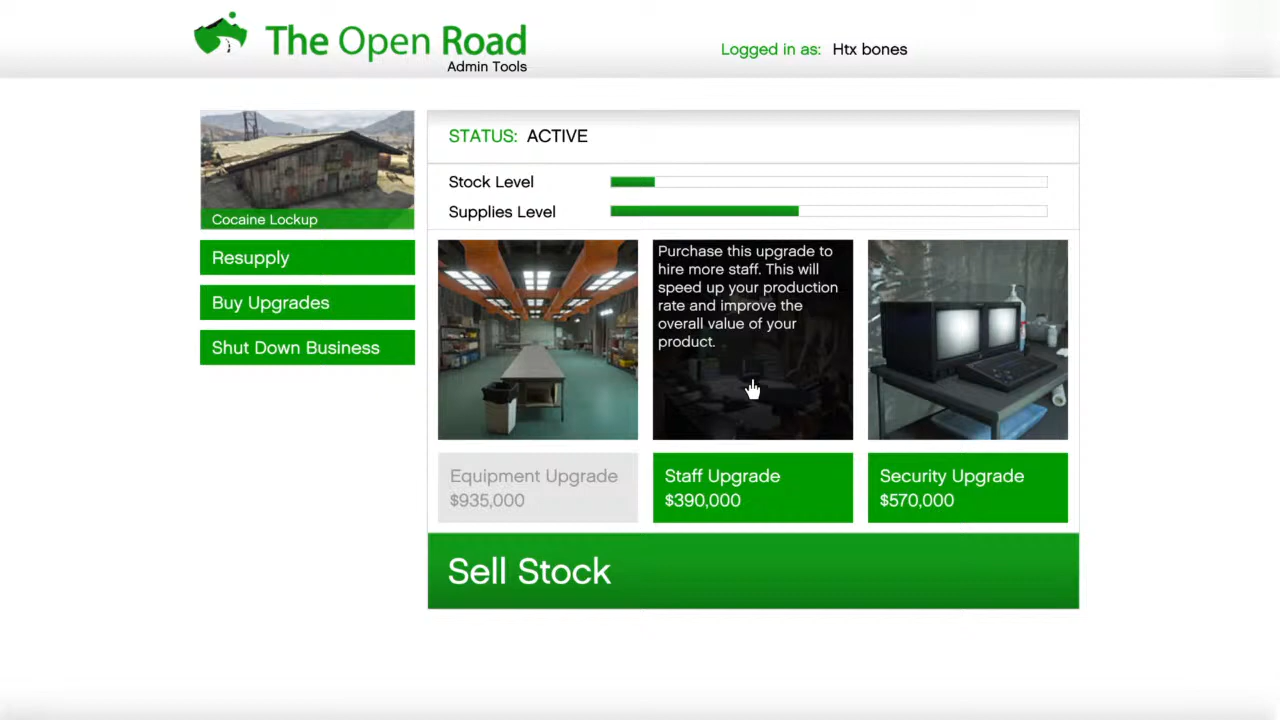 The Open Road
Admin Tools
Logged in as: Htx bones
Cocaine Lockup
Resupply
Buy Upgrades
Shut Down Business
STATUS: ACTIVE
Stock Level
Supplies Level
Purchase this upgrade to
hire more staff. This will
speed up your production
rate and improve the
overall value of your
product.
Equipment Upgrade
$935,000
Staff Upgrade
$390,000
Security Upgrade
$570,000
Sell Stock